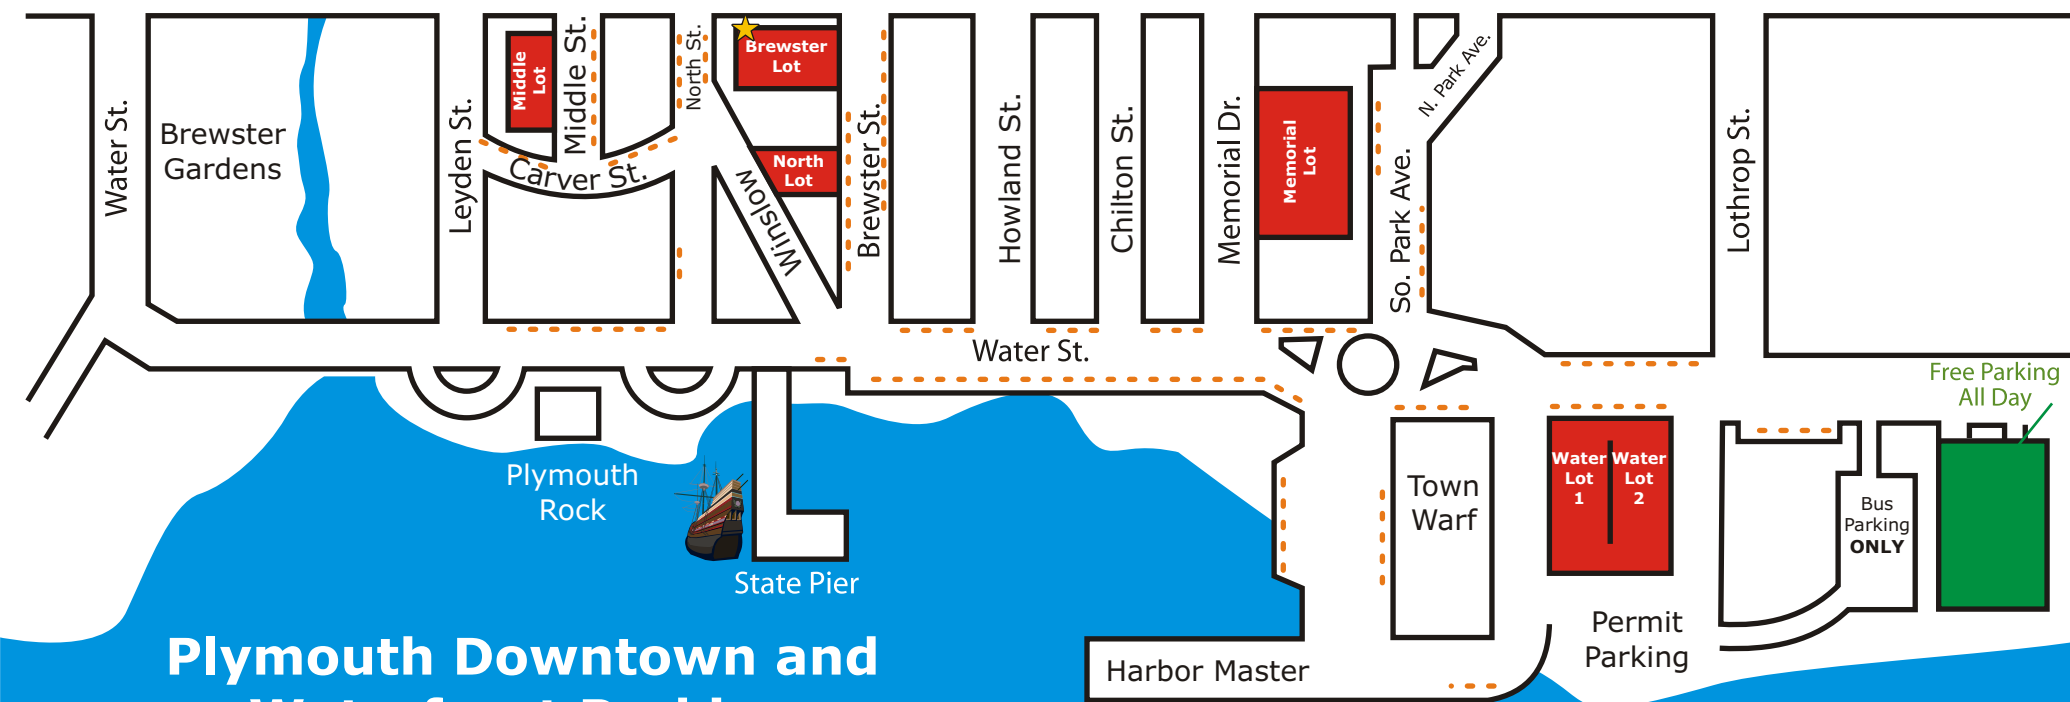 Water St.
Brewster
Gardens
Leyden St.
Middle
Lot
Middle St.
Carver St.
North St.
Brewster
Lot
North
Lot
Winslow
Brewster St.
Howland St.
Chilton St.
Memorial Dr.
Memorial
Lot
So. Park Ave.
N. Park Ave.
Lothrop St.
Water St.
Free Parking
All Day
Plymouth
Rock
State Pier
Town
Warf
Water
Lot
1
Water
Lot
2
Bus
Parking
ONLY
Permit
Parking
Harbor Master
Plymouth Downtown and